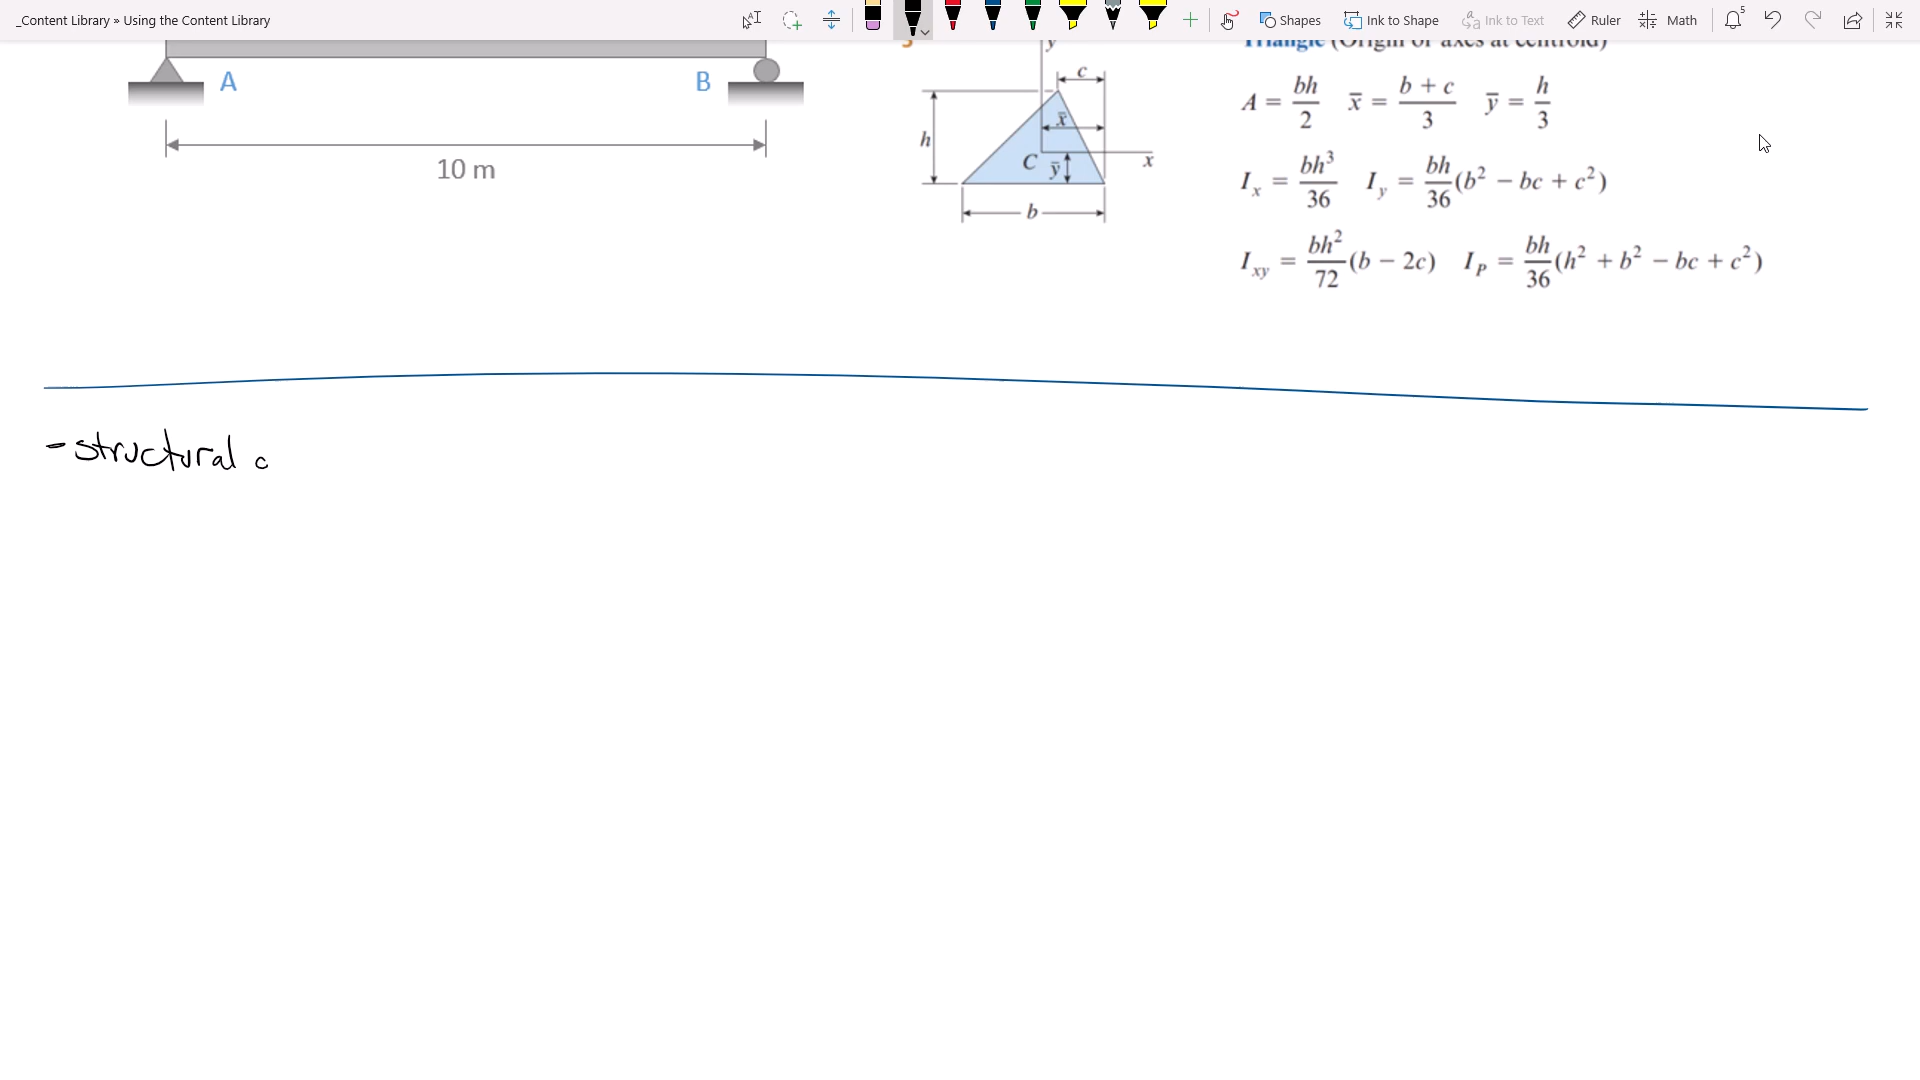 _Content Library » Using the Content Library
Shapes Ink to Shape Ink to Text Ruler Math 5
A B
10 m
3
y
c
h
x̄
C ȳ
x
b
Triangle (Origin of axes at centroid)
A = bh/2 x̄ = (b + c)/3 ȳ = h/3
Iₓ = bh³/36 I_y = bh/36 (b² − bc + c²)
I_xy = bh²/72 (b − 2c) I_P = bh/36 (h² + b² − bc + c²)
- structural c